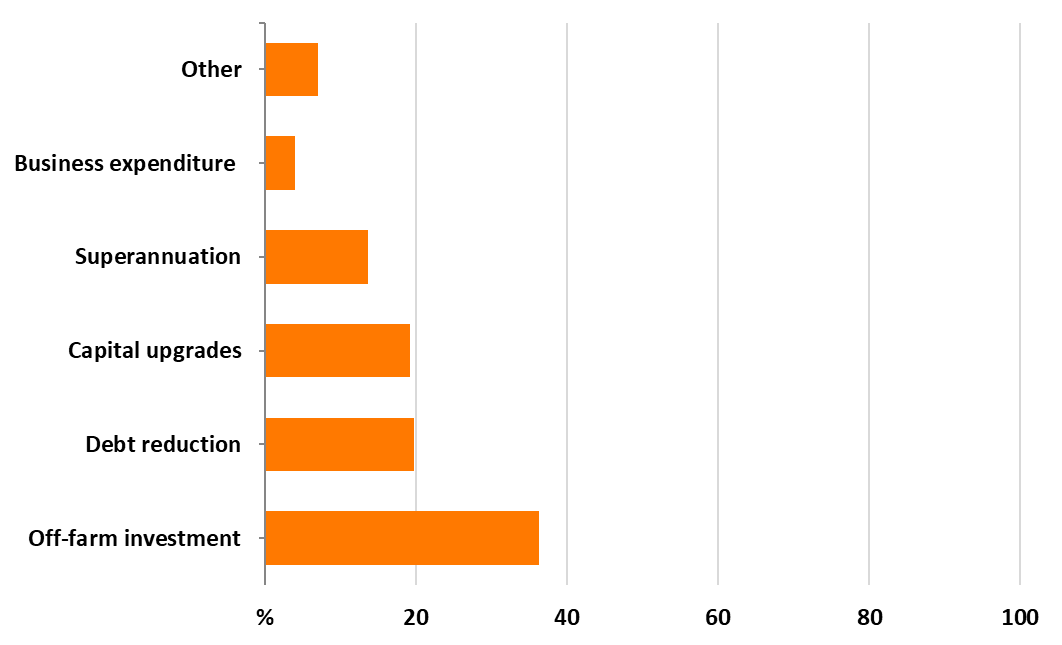 Other
Business expenditure
Superannuation
Capital upgrades
Debt reduction
Off-farm investment
% 20 40 60 80 100